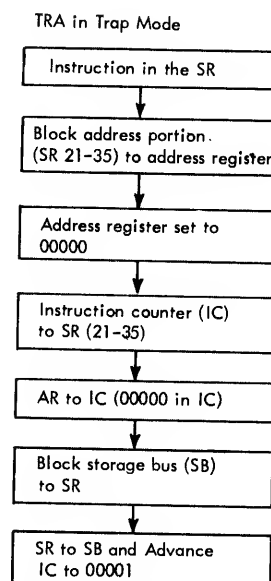 TRA in Trap Mode
Instruction in the SR
Block address portion.
(SR 21-35) to address register
Address register set to
00000
Instruction counter (IC)
to SR (21-35)
AR to IC (00000 in IC)
Block storage bus (SB)
to SR
SR to SB and Advance
IC to 00001